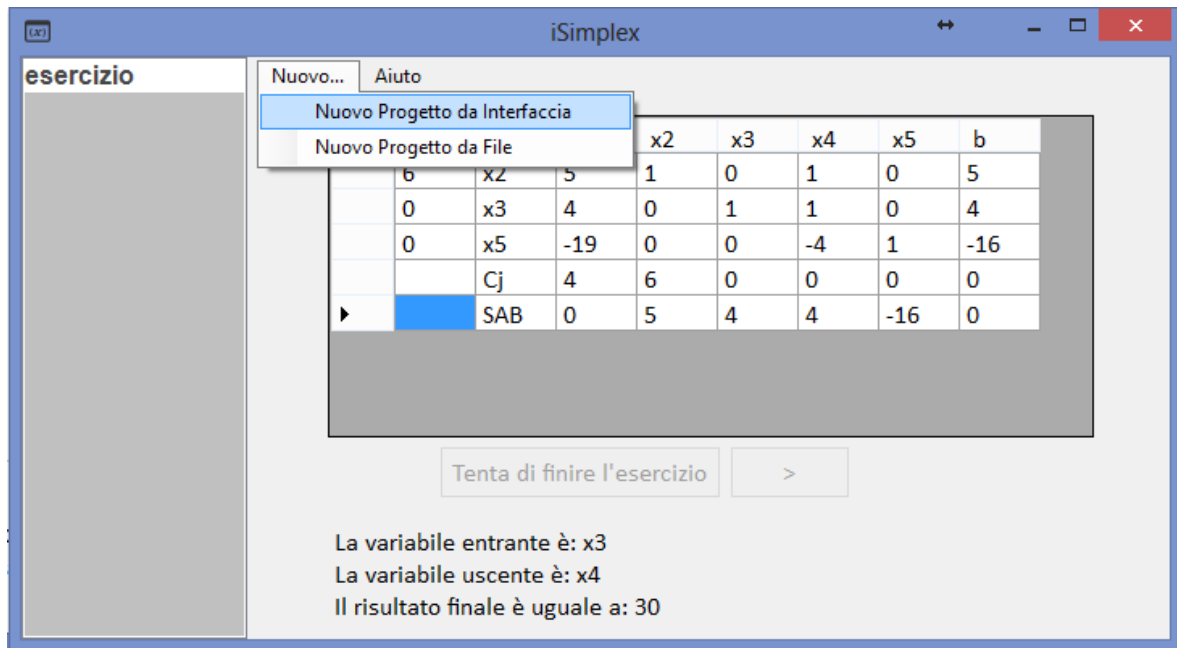 iSimplex
esercizio
Nuovo... Aiuto
Nuovo Progetto da Interfaccia
Nuovo Progetto da File
x2 x3 x4 x5 b
6 x2 5 1 0 1 0 5
0 x3 4 0 1 1 0 4
0 x5 -19 0 0 -4 1 -16
Cj 4 6 0 0 0 0
SAB 0 5 4 4 -16 0
Tenta di finire l'esercizio >
La variabile entrante è: x3
La variabile uscente è: x4
Il risultato finale è uguale a: 30